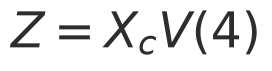 Z = X_cV(4)